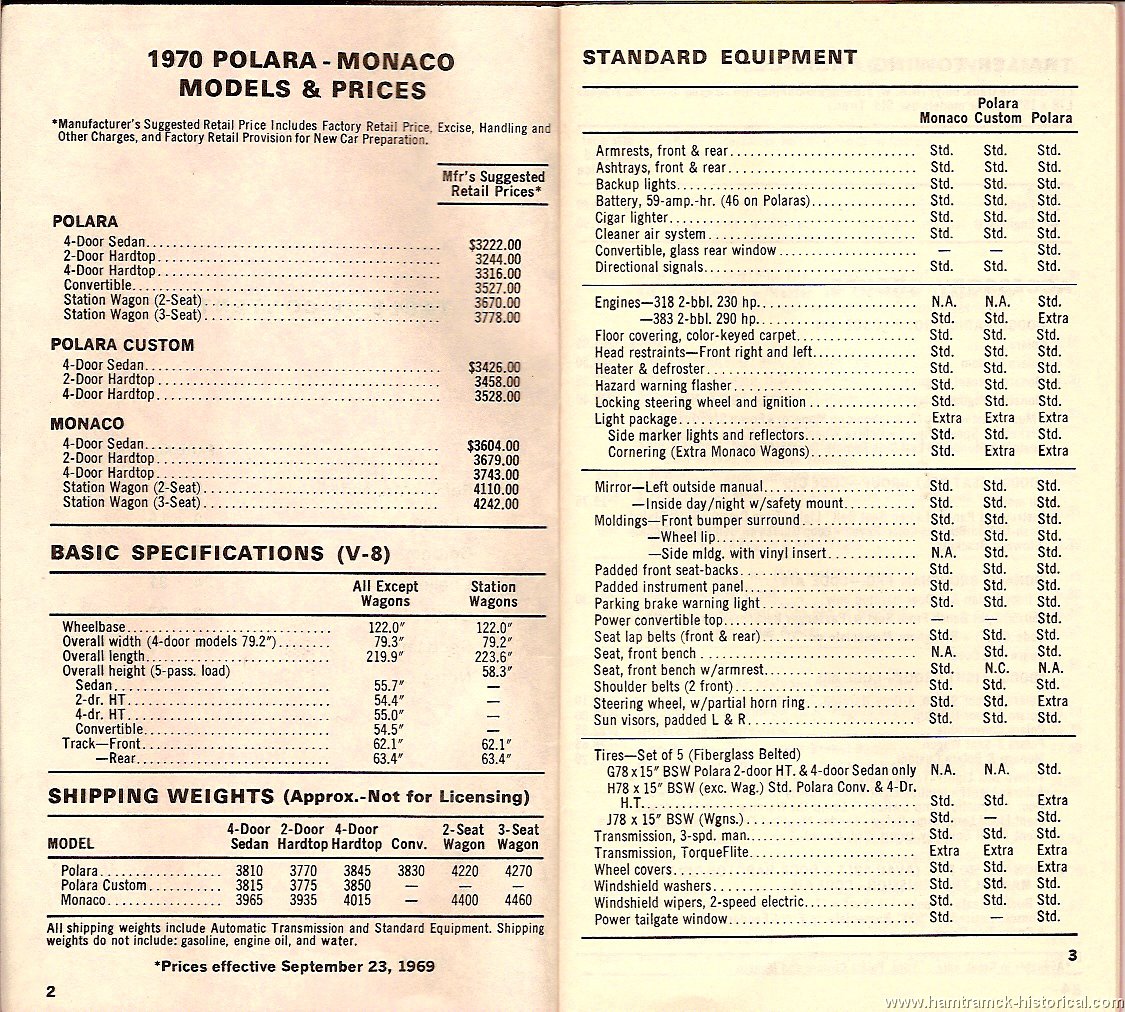 1970 POLARA - MONACO
MODELS & PRICES
*Manufacturer's Suggested Retail Price Includes Factory Retail Price, Excise, Handling and
Other Charges, and Factory Retail Provision for New Car Preparation.
Mfr's Suggested
Retail Prices*
POLARA
4-Door Sedan $3222.00
2-Door Hardtop 3244.00
4-Door Hardtop 3316.00
Convertible 3527.00
Station Wagon (2-Seat) 3670.00
Station Wagon (3-Seat) 3778.00
POLARA CUSTOM
4-Door Sedan $3426.00
2-Door Hardtop 3458.00
4-Door Hardtop 3528.00
MONACO
4-Door Sedan $3604.00
2-Door Hardtop 3679.00
4-Door Hardtop 3743.00
Station Wagon (2-Seat) 4110.00
Station Wagon (3-Seat) 4242.00
BASIC SPECIFICATIONS (V-8)
All Except Station
Wagons Wagons
Wheelbase 122.0" 122.0"
Overall width (4-door models 79.2") 79.3" 79.2"
Overall length 219.9" 223.6"
Overall height (5-pass. load) 58.3"
Sedan 55.7" —
2-dr. HT 54.4" —
4-dr. HT 55.0" —
Convertible 54.5" —
Track—Front 62.1" 62.1"
—Rear 63.4" 63.4"
SHIPPING WEIGHTS (Approx.-Not for Licensing)
4-Door 2-Door 4-Door 2-Seat 3-Seat
MODEL Sedan Hardtop Hardtop Conv. Wagon Wagon
Polara 3810 3770 3845 3830 4220 4270
Polara Custom 3815 3775 3850 — — —
Monaco 3965 3935 4015 — 4400 4460
All shipping weights include Automatic Transmission and Standard Equipment. Shipping
weights do not include: gasoline, engine oil, and water.
*Prices effective September 23, 1969
2
STANDARD EQUIPMENT
Polara
Monaco Custom Polara
Armrests, front & rear Std. Std. Std.
Ashtrays, front & rear Std. Std. Std.
Backup lights Std. Std. Std.
Battery, 59-amp.-hr. (46 on Polaras) Std. Std. Std.
Cigar lighter Std. Std. Std.
Cleaner air system Std. Std. Std.
Convertible, glass rear window — — Std.
Directional signals Std. Std. Std.
Engines—318 2-bbl. 230 hp. N.A. N.A. Std.
—383 2-bbl. 290 hp. Std. Std. Extra
Floor covering, color-keyed carpet Std. Std. Std.
Head restraints—Front right and left Std. Std. Std.
Heater & defroster Std. Std. Std.
Hazard warning flasher Std. Std. Std.
Locking steering wheel and ignition Std. Std. Std.
Light package Extra Extra Extra
Side marker lights and reflectors Std. Std. Std.
Cornering (Extra Monaco Wagons) Std. Extra Extra
Mirror—Left outside manual Std. Std. Std.
—Inside day/night w/safety mount Std. Std. Std.
Moldings—Front bumper surround Std. Std. Std.
—Wheel lip Std. Std. Std.
—Side mldg. with vinyl insert N.A. Std. Std.
Padded front seat-backs Std. Std. Std.
Padded instrument panel Std. Std. Std.
Parking brake warning light Std. Std. Std.
Power convertible top — — Std.
Seat lap belts (front & rear) Std. Std. Std.
Seat, front bench N.A. Std. Std.
Seat, front bench w/armrest Std. N.C. N.A.
Shoulder belts (2 front) Std. Std. Std.
Steering wheel, w/partial horn ring Std. Std. Extra
Sun visors, padded L & R Std. Std. Std.
Tires—Set of 5 (Fiberglass Belted)
G78 x 15" BSW Polara 2-door HT. & 4-door Sedan only N.A. N.A. Std.
H78 x 15" BSW (exc. Wag.) Std. Polara Conv. & 4-Dr.
H.T. Std. Std. Extra
J78 x 15" BSW (Wgns.) Std. — Std.
Transmission, 3-spd. man. Std. Std. Std.
Transmission, TorqueFlite Extra Extra Extra
Wheel covers Std. Std. Extra
Windshield washers Std. Std. Std.
Windshield wipers, 2-speed electric Std. Std. Std.
Power tailgate window Std. — Std.
3
www.hamtramck-historical.com